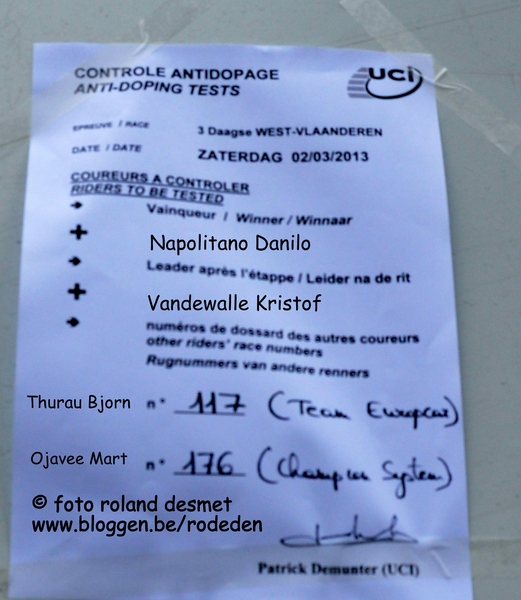 CONTROLE ANTIDOPAGE
ANTI-DOPING TESTS
UCI
EPREUVE / RACE 3 Daagse WEST-VLAANDEREN
DATE / DATE ZATERDAG 02/03/2013
COUREURS A CONTROLER
RIDERS TO BE TESTED
Vainqueur / Winner / Winnaar
Napolitano Danilo
Leader après l'étappe / Leider na de rit
Vandewalle Kristof
numéros de dossard des autres coureurs
other riders' race numbers
Rugnummers van andere renners
Thurau Bjorn n° 117 (Team Europcar)
Ojavee Mart n° 176 (Champion System)
© foto roland desmet
www.bloggen.be/rodeden
Patrick Demunter (UCI)